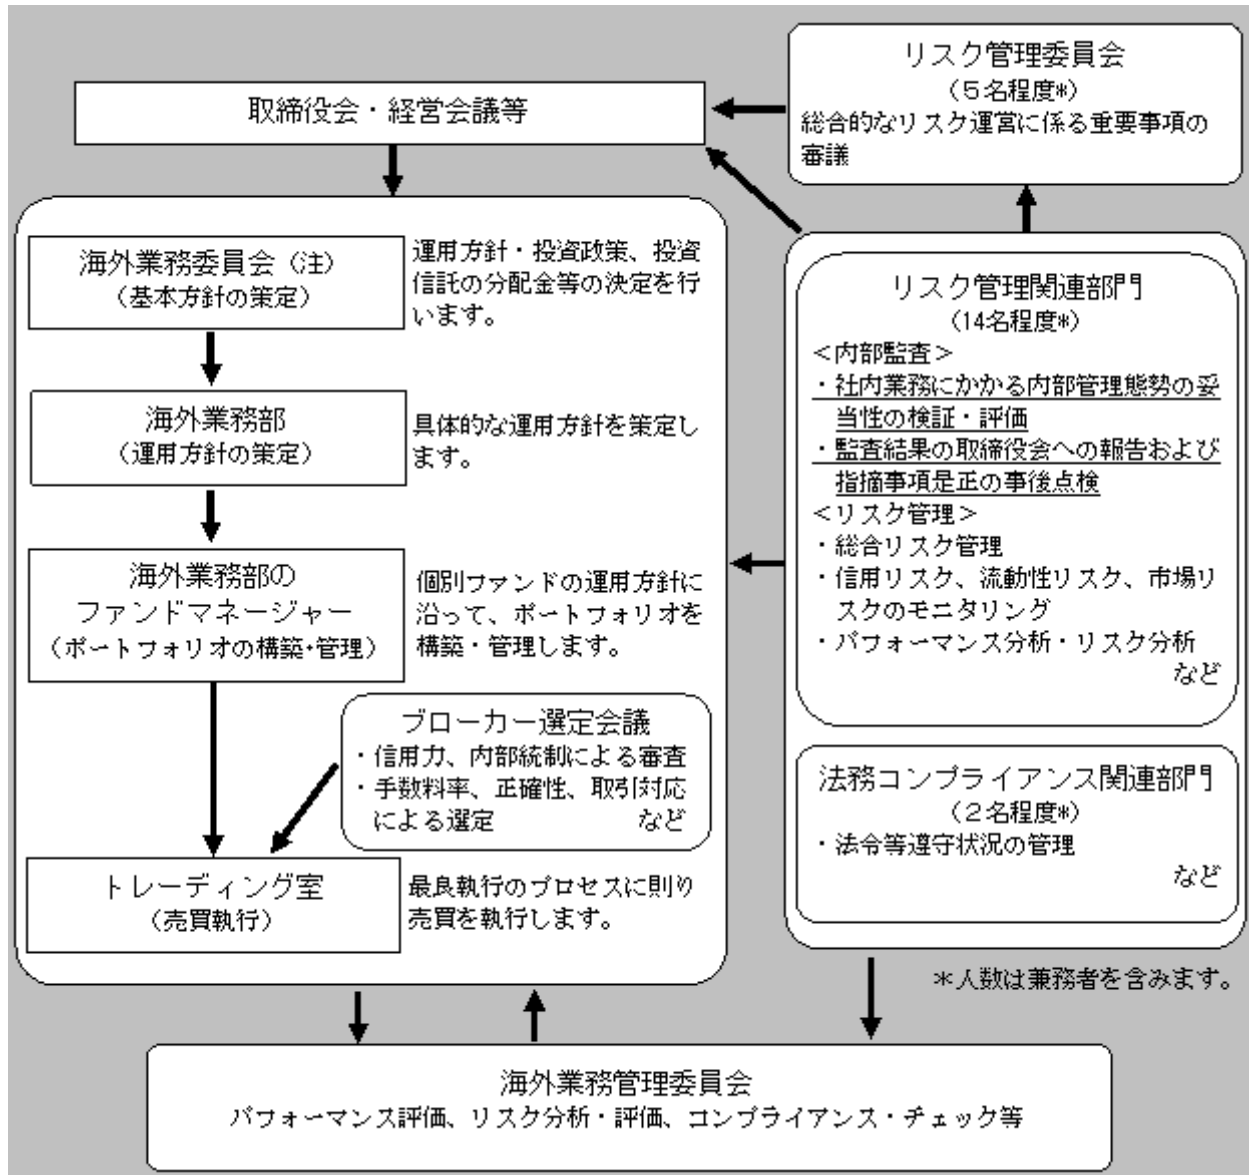 リスク管理委員会
(5名程度*)
総合的なリスク運営に係る重要事項の
審議
取締役会・経営会議等
海外業務委員会(注)
(基本方針の策定)
運用方針・投資政策、投資
信託の分配金等の決定を行
います。
海外業務部
(運用方針の策定)
具体的な運用方針を策定し
ます。
海外業務部の
ファンドマネージャー
(ポートフォリオの構築・管理)
個別ファンドの運用方針に
沿って、ポートフォリオを
構築・管理します。
ブローカー選定会議
・信用力、内部統制による審査
・手数料率、正確性、取引対応
による選定 など
トレーディング室
(売買執行)
最良執行のプロセスに則り
売買を執行します。
リスク管理関連部門
(14名程度*)
<内部監査>
・社内業務にかかる内部管理態勢の妥
当性の検証・評価
・監査結果の取締役会への報告および
指摘事項是正の事後点検
<リスク管理>
・総合リスク管理
・信用リスク、流動性リスク、市場リ
スクのモニタリング
・パフォーマンス分析・リスク分析
など
法務コンプライアンス関連部門
(2名程度*)
・法令等遵守状況の管理
など
*人数は兼務者を含みます。
海外業務管理委員会
パフォーマンス評価、リスク分析・評価、コンプライアンス・チェック等